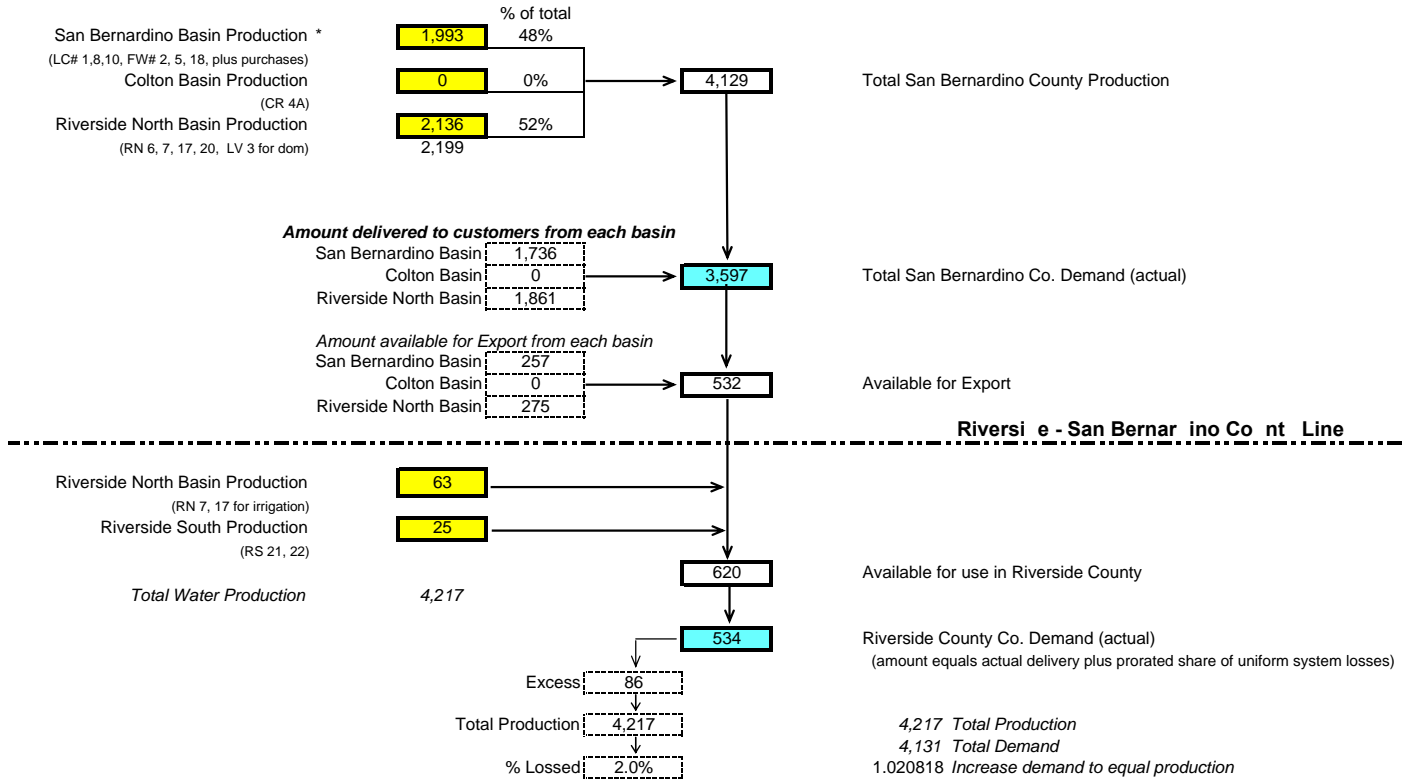 % of total
San Bernardino Basin Production * 1,993 48%
(LC# 1,8,10, FW# 2, 5, 18, plus purchases)
Colton Basin Production 0 0% 4,129 Total San Bernardino County Production
(CR 4A)
Riverside North Basin Production 2,136 52%
(RN 6, 7, 17, 20, LV 3 for dom) 2,199
Amount delivered to customers from each basin
San Bernardino Basin 1,736
Colton Basin 0 3,597 Total San Bernardino Co. Demand (actual)
Riverside North Basin 1,861
Amount available for Export from each basin
San Bernardino Basin 257
Colton Basin 0 532 Available for Export
Riverside North Basin 275
Riversi e - San Bernar ino Co nt Line
Riverside North Basin Production 63
(RN 7, 17 for irrigation)
Riverside South Production 25
(RS 21, 22)
620 Available for use in Riverside County
Total Water Production 4,217
534 Riverside County Co. Demand (actual)
(amount equals actual delivery plus prorated share of uniform system losses)
Excess 86
Total Production 4,217 4,217 Total Production
4,131 Total Demand
% Lossed 2.0% 1.020818 Increase demand to equal production